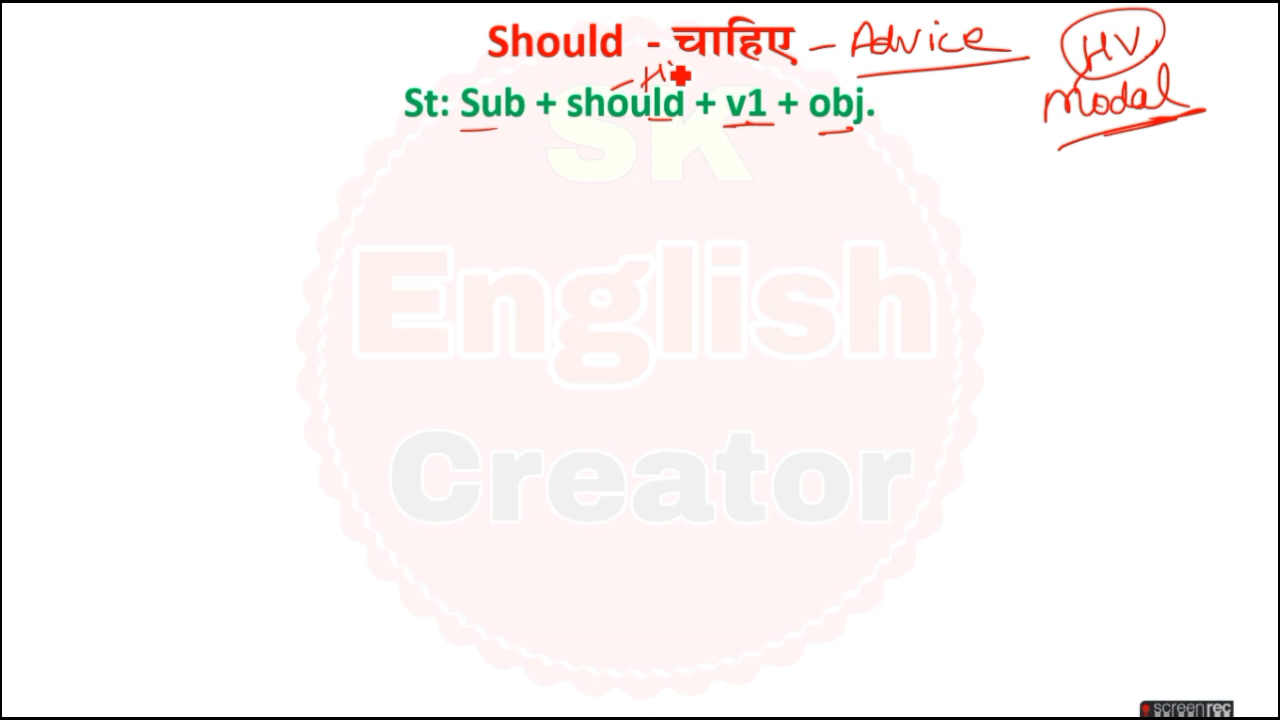 Should - चाहिए - Advice HV
Modal
St: Sub + should + v1 + obj.
SK
English
Creator
screenrec